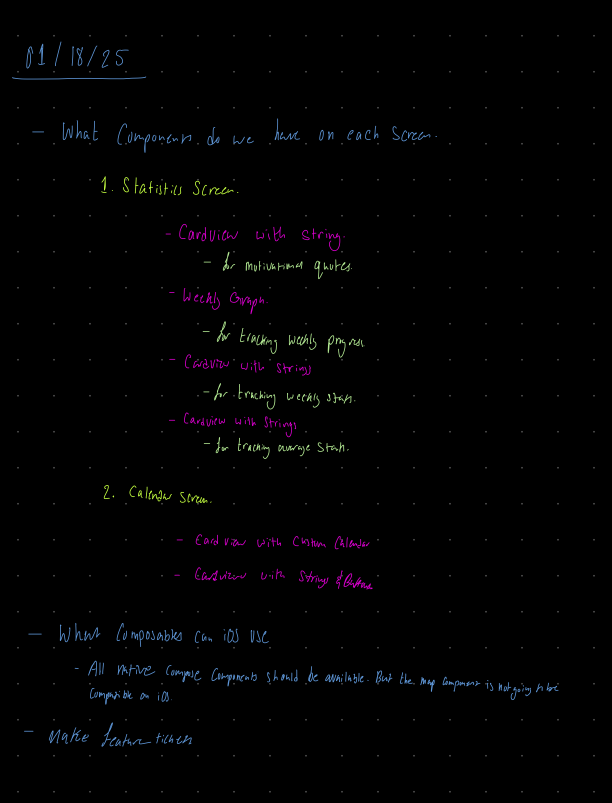 01/18/25
- What Components do we have on each screen.
1. Statistics Screen.
- CardView with String.
- for motivational quotes.
- Weekly Graph.
- for tracking weekly progress
- Cardview with Strings
- for tracking weekly stats.
- Cardview with Strings
- for tracking average stats.
2. Calendar screen.
- Card view with Custom Calendar
- Cardview with Strings &
- What Composables can iOS use
- All native Compose Components should be available. But the map component is not going to be
compatible on iOS.
- Make feature tickets